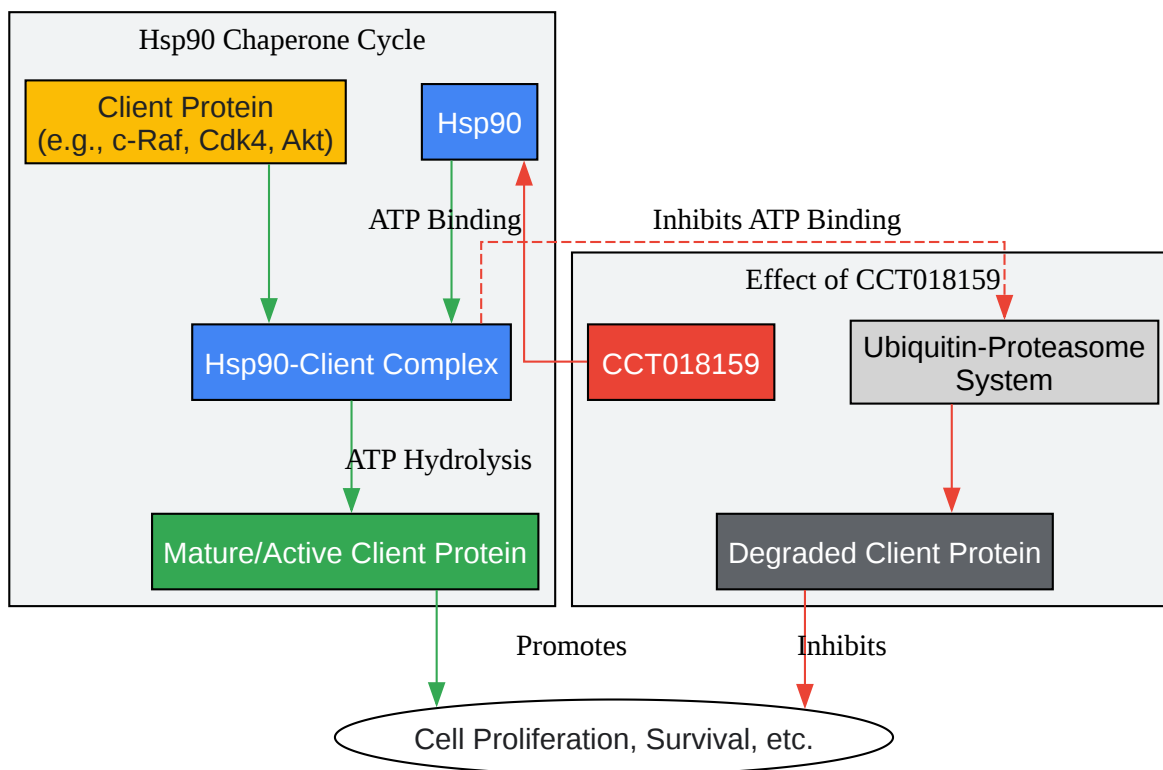 Hsp90 Chaperone Cycle
Client Protein
(e.g., c-Raf, Cdk4, Akt)
Hsp90
ATP Binding
Inhibits ATP Binding
Effect of CCT018159
Hsp90-Client Complex
CCT018159
Ubiquitin-Proteasome
System
ATP Hydrolysis
Mature/Active Client Protein
Degraded Client Protein
Promotes
Inhibits
Cell Proliferation, Survival, etc.